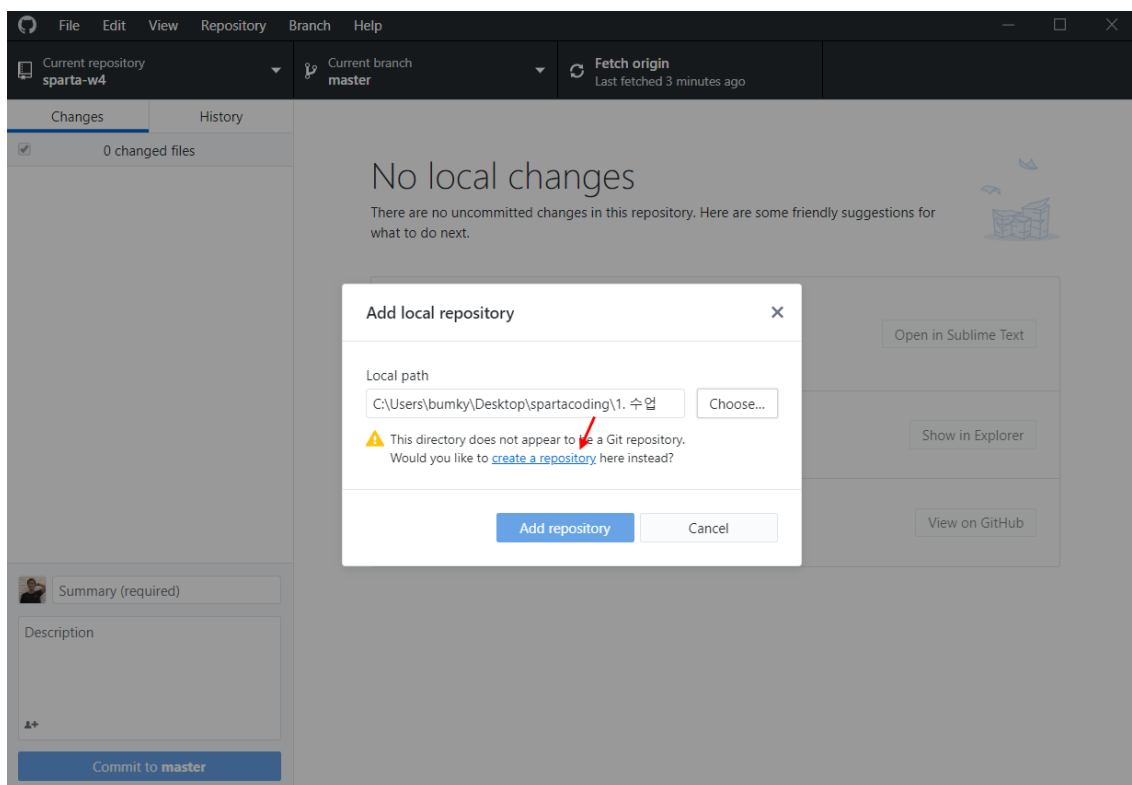 File Edit View Repository Branch Help
Current repository
sparta-w4
Current branch
master
Fetch origin
Last fetched 3 minutes ago
Changes History
0 changed files
No local changes
There are no uncommitted changes in this repository. Here are some friendly suggestions for
what to do next.
Open in Sublime Text
Show in Explorer
View on GitHub
Add local repository
Local path
C:\Users\bumky\Desktop\spartacoding\1. 수업
Choose...
This directory does not appear to be a Git repository.
Would you like to create a repository here instead?
Add repository Cancel
Summary (required)
Description
Commit to master